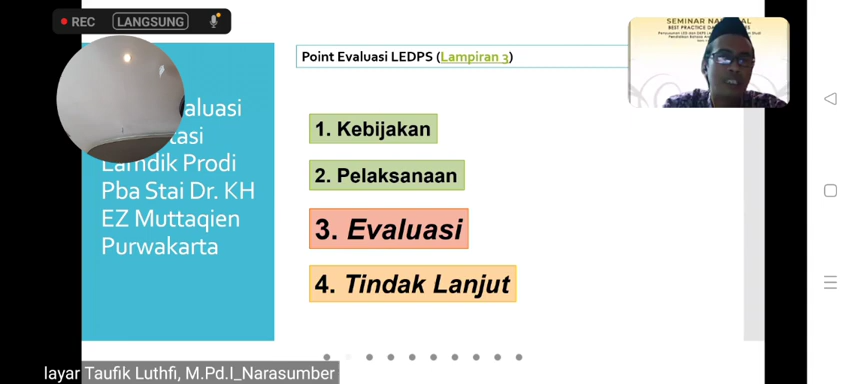 REC
LANGSUNG
SEMINAR NASIONAL
Point Evaluasi LEDPS (Lampiran 3)
aluasi
tasi
Lamdik Prodi
Pba Stai Dr. KH
EZ Muttaqien
Purwakarta
1. Kebijakan
2. Pelaksanaan
3. Evaluasi
4. Tindak Lanjut
layar Taufik Luthfi, M.Pd.I_Narasumber